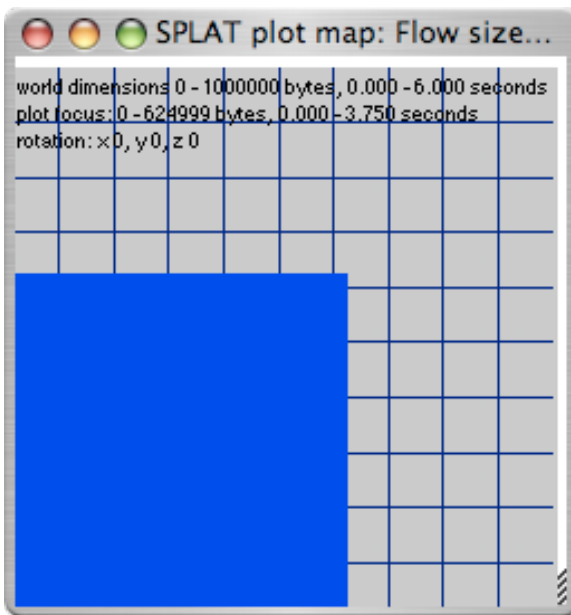 SPLAT plot map: Flow size...
world dimensions 0 - 1000000 bytes, 0.000 - 6.000 seconds
plot focus: 0 - 624999 bytes, 0.000 - 3.750 seconds
rotation: x 0, y 0, z 0